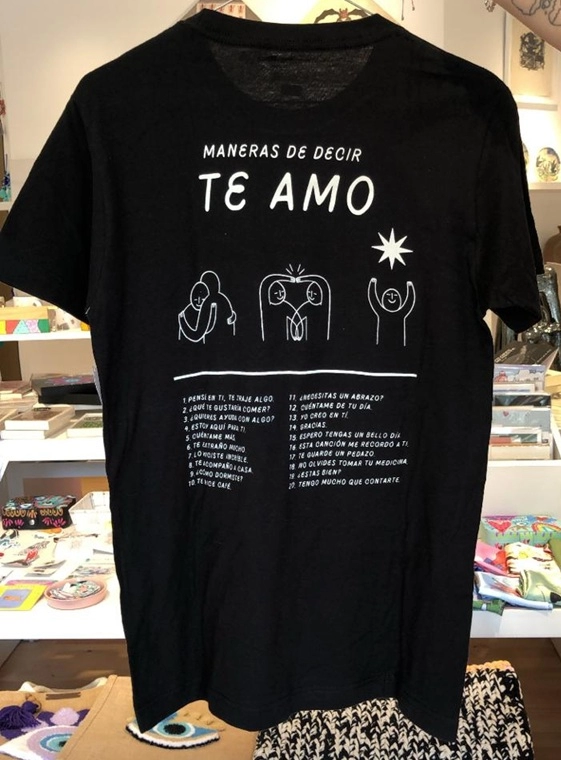 MANERAS DE DECIR
TE AMO
1. PENSÉ EN TI, TE TRAJE ALGO.
2. ¿QUÉ TE GUSTARÍA COMER?
3. ¿QUIERES AYUDA CON ALGO?
4. ESTOY AQUÍ PARA TI.
5. CUÉNTAME MÁS.
6. TE EXTRAÑO MUCHO.
7. LO HICISTE INCREÍBLE.
8. TE ACOMPAÑO A CASA.
9. ¿CÓMO DORMISTE?
10. TE HICE CAFÉ.
11. ¿NECESITAS UN ABRAZO?
12. CUÉNTAME DE TU DÍA.
13. YO CREO EN TÍ.
14. GRACIAS.
15. ESPERO TENGAS UN BELLO DÍA.
16. ESTA CANCIÓN ME RECORDÓ A TI.
17. TE GUARDE UN PEDAZO.
18. NO OLVIDES TOMAR TU MEDICINA.
19. ¿ESTAS BIEN?
20. TENGO MUCHO QUE CONTARTE.